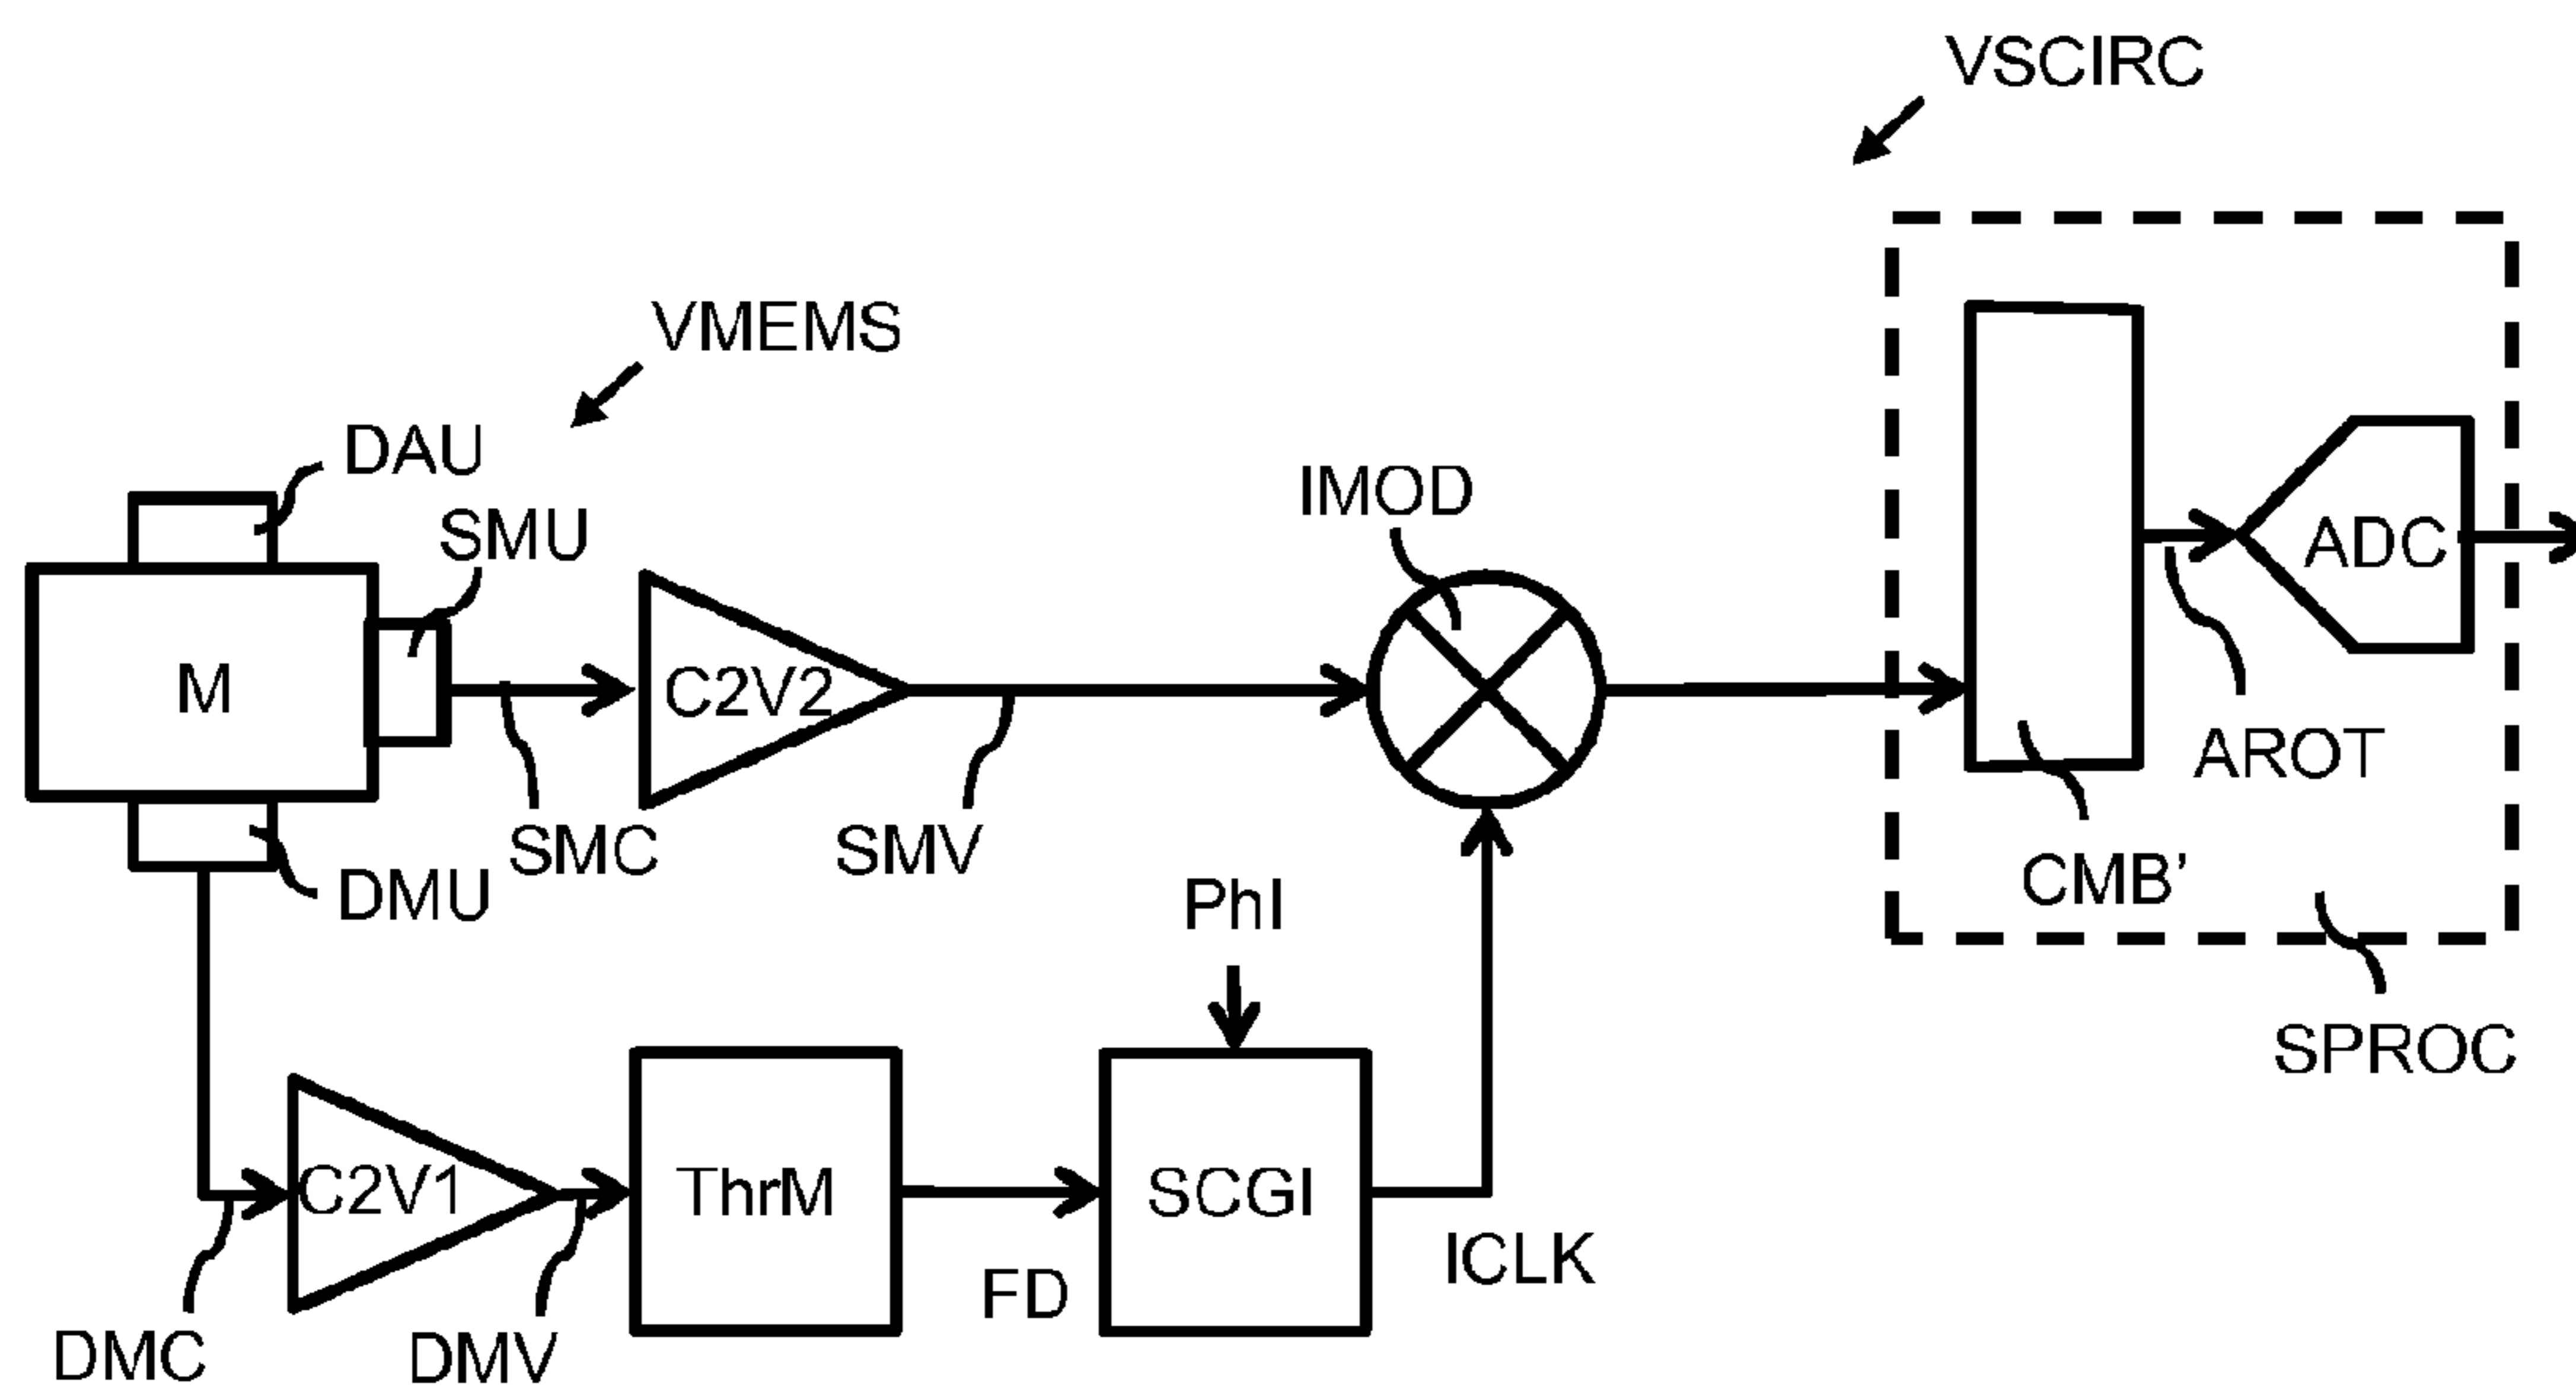 VSCIRC
VMEMS
DAU
SMU
IMOD
ADC
M
C2V2
AROT
SMC
SMV
CMB’
DMU
PhI
SPROC
C2V1
ThrM
SCGI
ICLK
FD
DMC
DMV